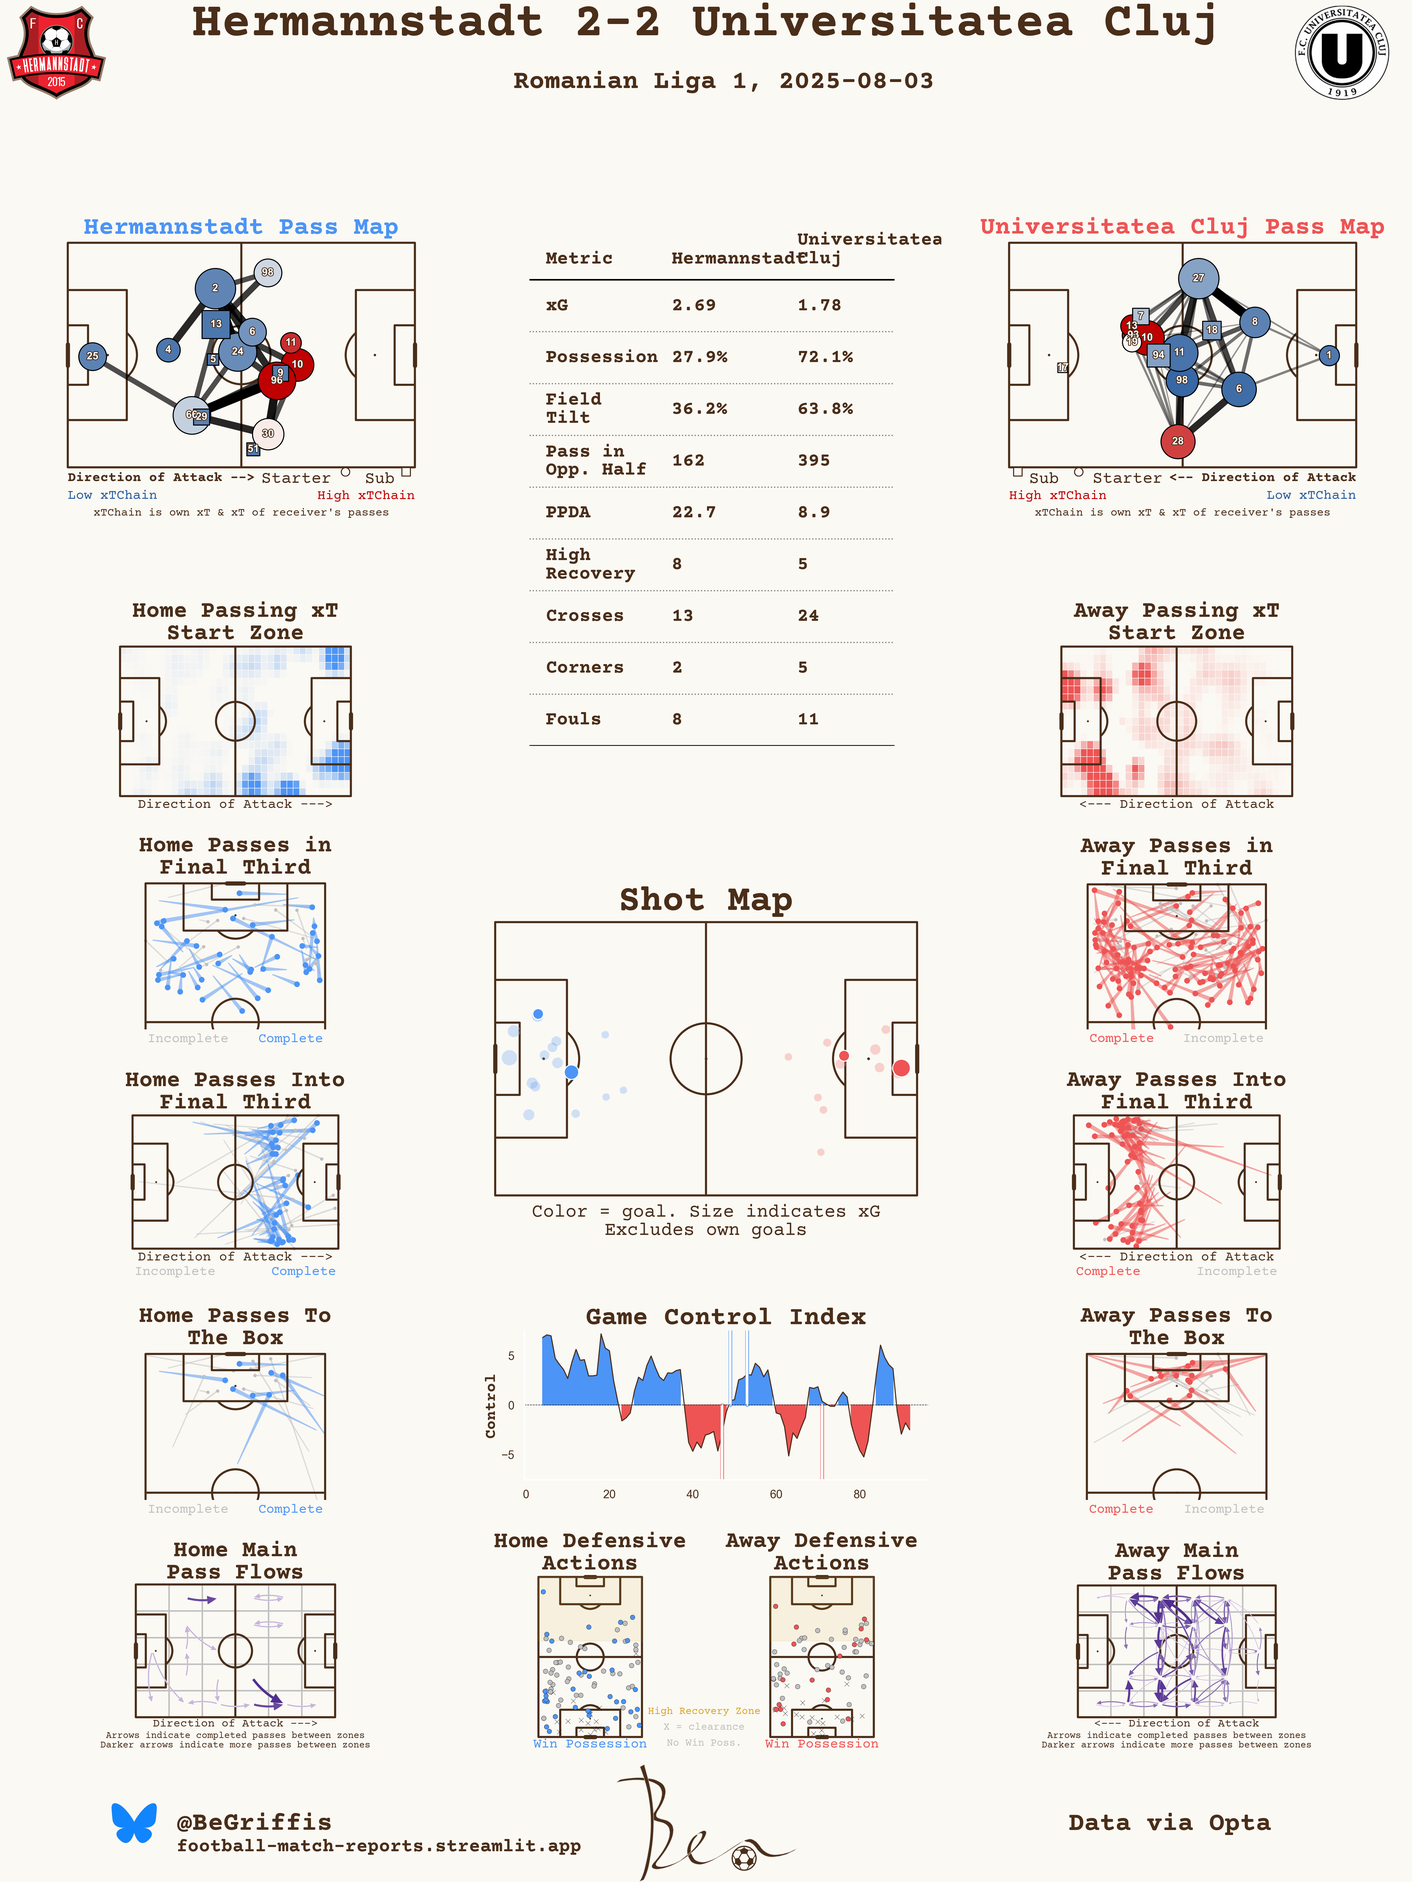 Hermannstadt 2-2 Universitatea Cluj
Romanian Liga 1, 2025-08-03
F C
HERMANNSTADT
2015
F.C. UNIVERSITATEA CLUJ
U
1919
Hermannstadt Pass Map
98
2
13
6
4
5
24
11
25
10
9
96
66
29
30
51
Direction of Attack --> Starter Sub
Low xTChain High xTChain
xTChain is own xT & xT of receiver's passes
Metric Hermannstadt Universitatea Cluj
xG 2.69 1.78
Possession 27.9% 72.1%
Field Tilt 36.2% 63.8%
Pass in Opp. Half 162 395
PPDA 22.7 8.9
High Recovery 8 5
Crosses 13 24
Corners 2 5
Fouls 8 11
Universitatea Cluj Pass Map
27
7
13
93
19
10
18
8
94
11
1
17
98
6
28
Sub Starter <-- Direction of Attack
High xTChain Low xTChain
xTChain is own xT & xT of receiver's passes
Home Passing xT
Start Zone
Direction of Attack --->
Away Passing xT
Start Zone
<--- Direction of Attack
Home Passes in
Final Third
Incomplete Complete
Away Passes in
Final Third
Complete Incomplete
Shot Map
Color = goal. Size indicates xG
Excludes own goals
Home Passes Into
Final Third
Direction of Attack --->
Incomplete Complete
Away Passes Into
Final Third
<--- Direction of Attack
Complete Incomplete
Home Passes To
The Box
Incomplete Complete
Game Control Index
Control
5
0
−5
0 20 40 60 80
Away Passes To
The Box
Complete Incomplete
Home Main
Pass Flows
Direction of Attack --->
Arrows indicate completed passes between zones
Darker arrows indicate more passes between zones
Home Defensive
Actions
Win Possession
Away Defensive
Actions
Win Possession
High Recovery Zone
X = clearance
No Win Poss.
Away Main
Pass Flows
<--- Direction of Attack
Arrows indicate completed passes between zones
Darker arrows indicate more passes between zones
@BeGriffis
football-match-reports.streamlit.app
Ben
Data via Opta